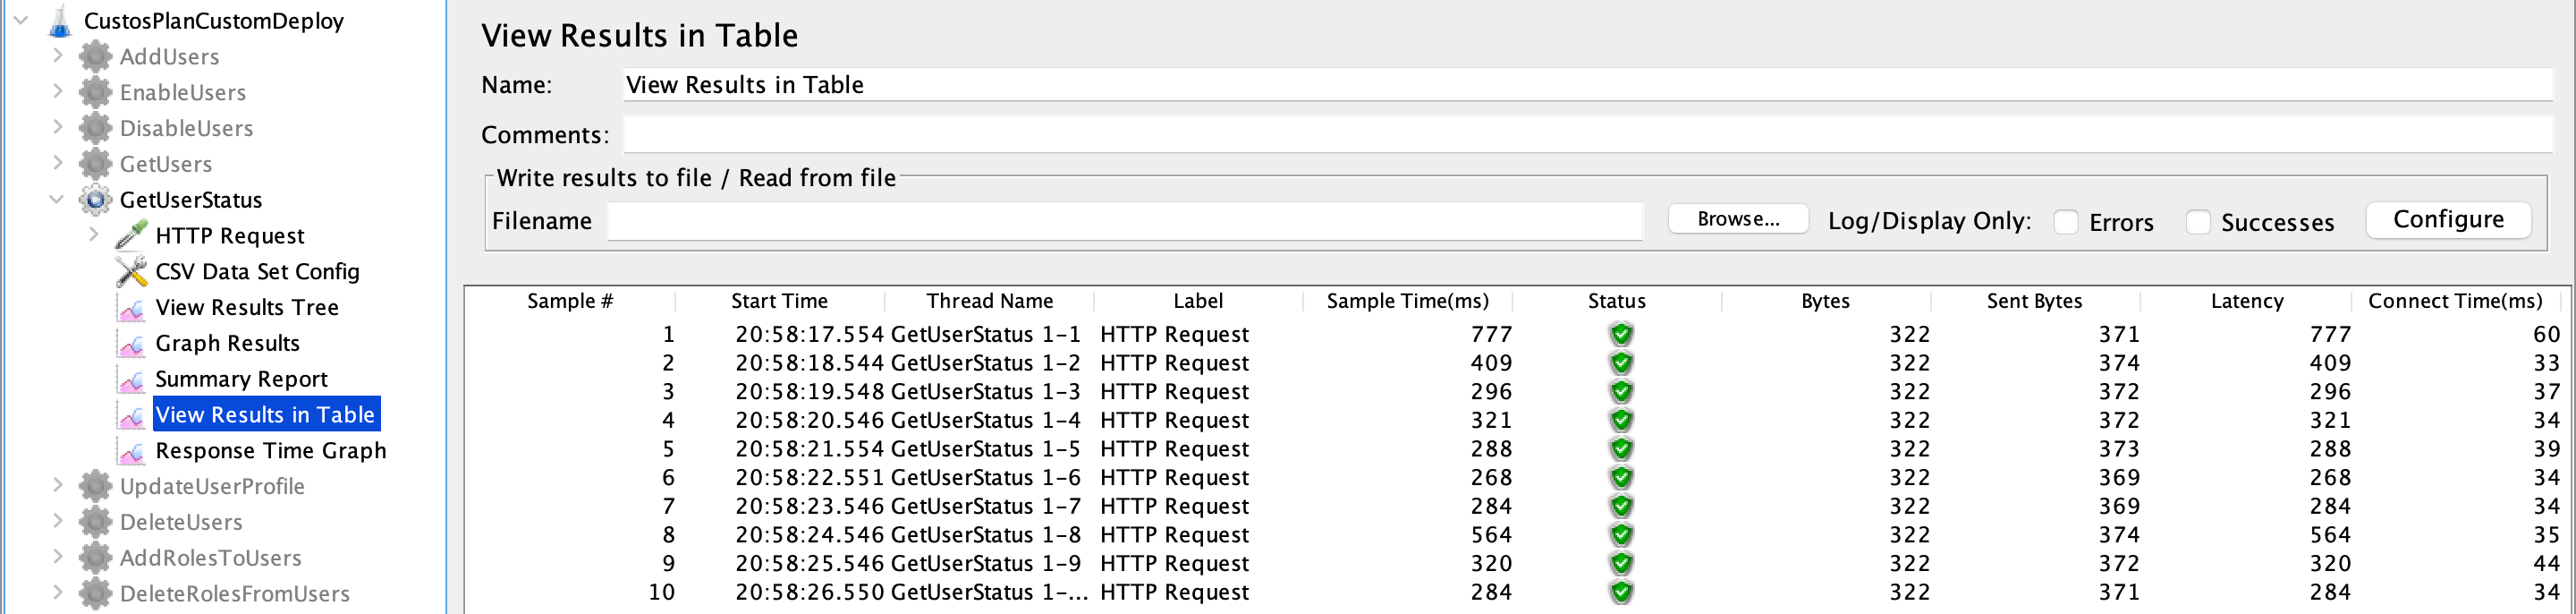 CustosPlanCustomDeploy
AddUsers
EnableUsers
DisableUsers
GetUsers
GetUserStatus
HTTP Request
CSV Data Set Config
View Results Tree
Graph Results
Summary Report
View Results in Table
Response Time Graph
UpdateUserProfile
DeleteUsers
AddRolesToUsers
DeleteRolesFromUsers
View Results in Table
Name: View Results in Table
Comments:
Write results to file / Read from file
Filename Browse... Log/Display Only: Errors Successes Configure
Sample # Start Time Thread Name Label Sample Time(ms) Status Bytes Sent Bytes Latency Connect Time(ms)
1 20:58:17.554 GetUserStatus 1-1 HTTP Request 777 322 371 777 60
2 20:58:18.544 GetUserStatus 1-2 HTTP Request 409 322 374 409 33
3 20:58:19.548 GetUserStatus 1-3 HTTP Request 296 322 372 296 37
4 20:58:20.546 GetUserStatus 1-4 HTTP Request 321 322 372 321 34
5 20:58:21.554 GetUserStatus 1-5 HTTP Request 288 322 373 288 39
6 20:58:22.551 GetUserStatus 1-6 HTTP Request 268 322 369 268 34
7 20:58:23.546 GetUserStatus 1-7 HTTP Request 284 322 369 284 34
8 20:58:24.546 GetUserStatus 1-8 HTTP Request 564 322 374 564 35
9 20:58:25.546 GetUserStatus 1-9 HTTP Request 320 322 372 320 44
10 20:58:26.550 GetUserStatus 1-... HTTP Request 284 322 371 284 34